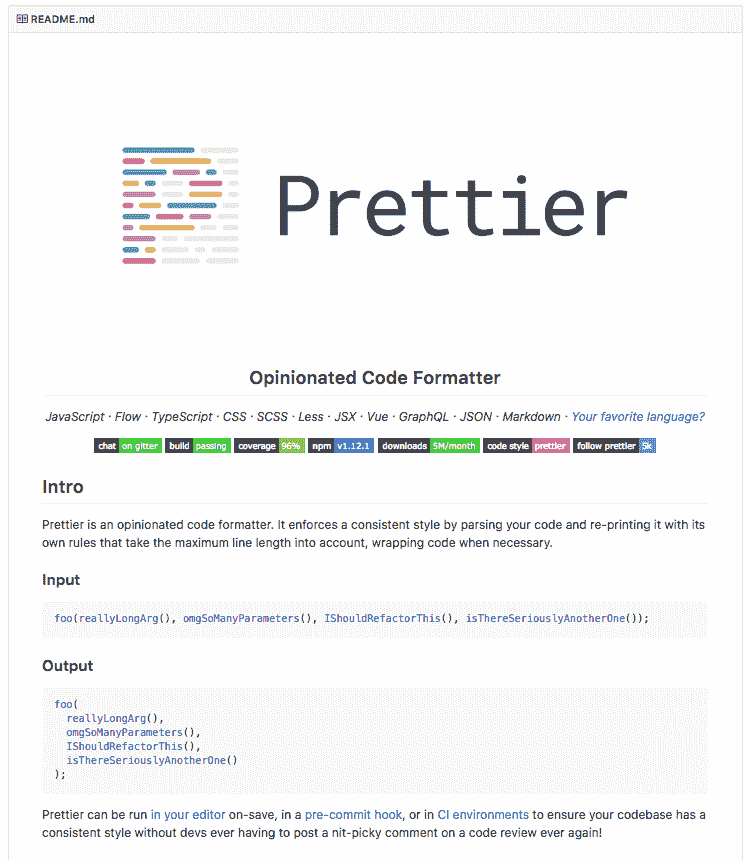 README.md
Prettier
Opinionated Code Formatter
JavaScript · Flow · TypeScript · CSS · SCSS · Less · JSX · Vue · GraphQL · JSON · Markdown · Your favorite language?
chat on gitter build passing coverage 96% npm v1.12.1 downloads 5M/month code style prettier follow prettier 5k
Intro
Prettier is an opinionated code formatter. It enforces a consistent style by parsing your code and re-printing it with its
own rules that take the maximum line length into account, wrapping code when necessary.
Input
foo(reallyLongArg(), omgSoManyParameters(), IShouldRefactorThis(), isThereSeriouslyAnotherOne());
Output
foo(
  reallyLongArg(),
  omgSoManyParameters(),
  IShouldRefactorThis(),
  isThereSeriouslyAnotherOne()
);
Prettier can be run in your editor on-save, in a pre-commit hook, or in CI environments to ensure your codebase has a
consistent style without devs ever having to post a nit-picky comment on a code review ever again!